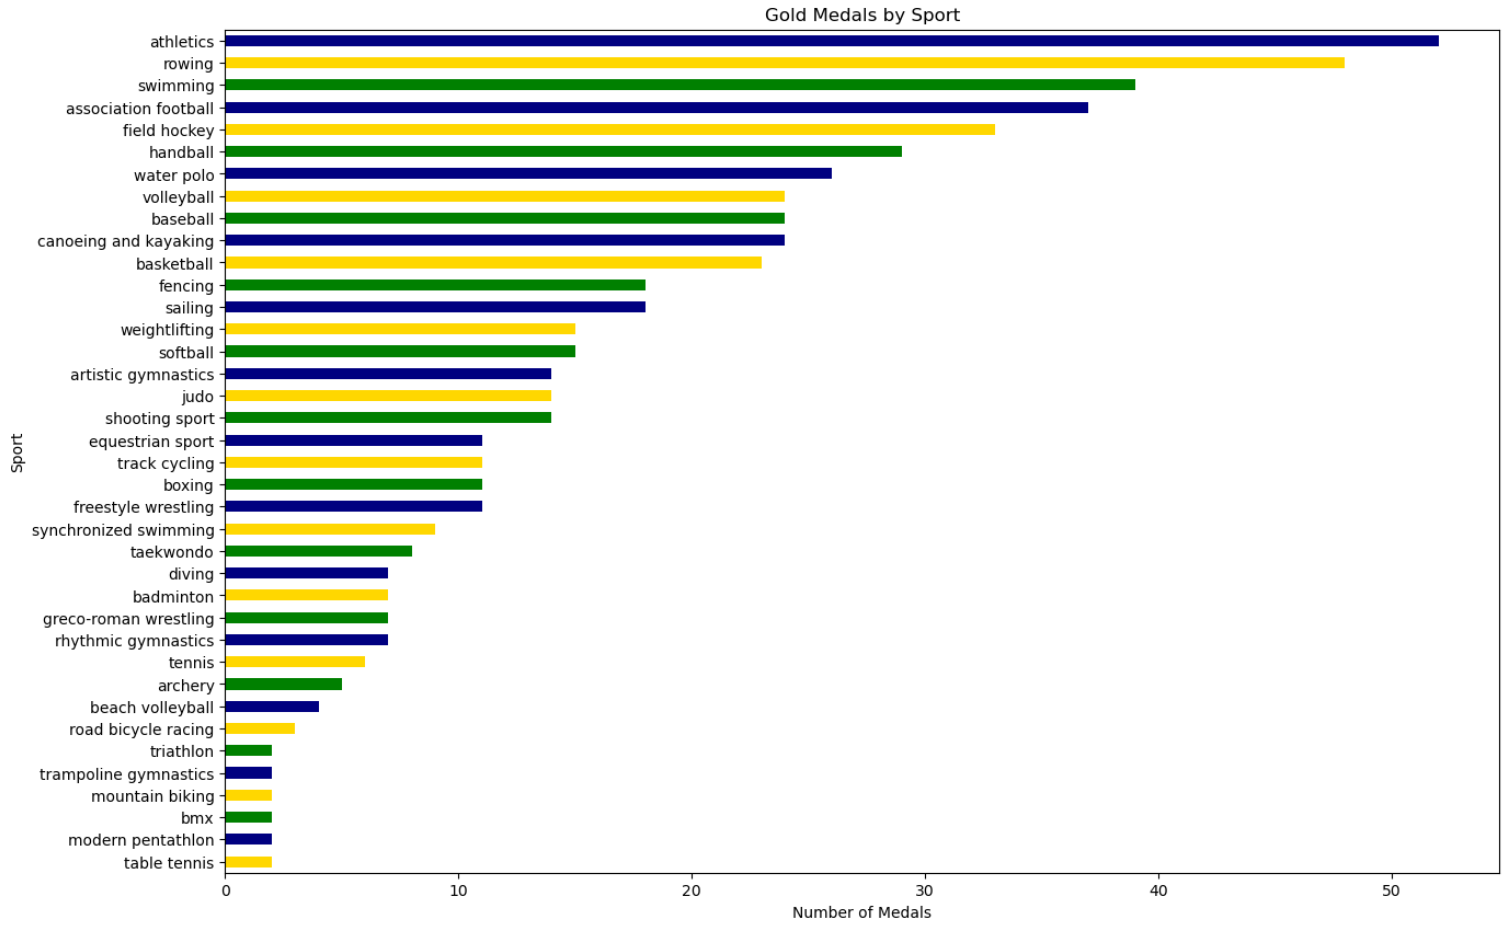 Gold Medals by Sport
athletics
rowing
swimming
association football
field hockey
handball
water polo
volleyball
baseball
canoeing and kayaking
basketball
fencing
sailing
weightlifting
softball
artistic gymnastics
judo
shooting sport
equestrian sport
track cycling
boxing
freestyle wrestling
synchronized swimming
taekwondo
diving
badminton
greco-roman wrestling
rhythmic gymnastics
tennis
archery
beach volleyball
road bicycle racing
triathlon
trampoline gymnastics
mountain biking
bmx
modern pentathlon
table tennis
Sport
0 10 20 30 40 50
Number of Medals